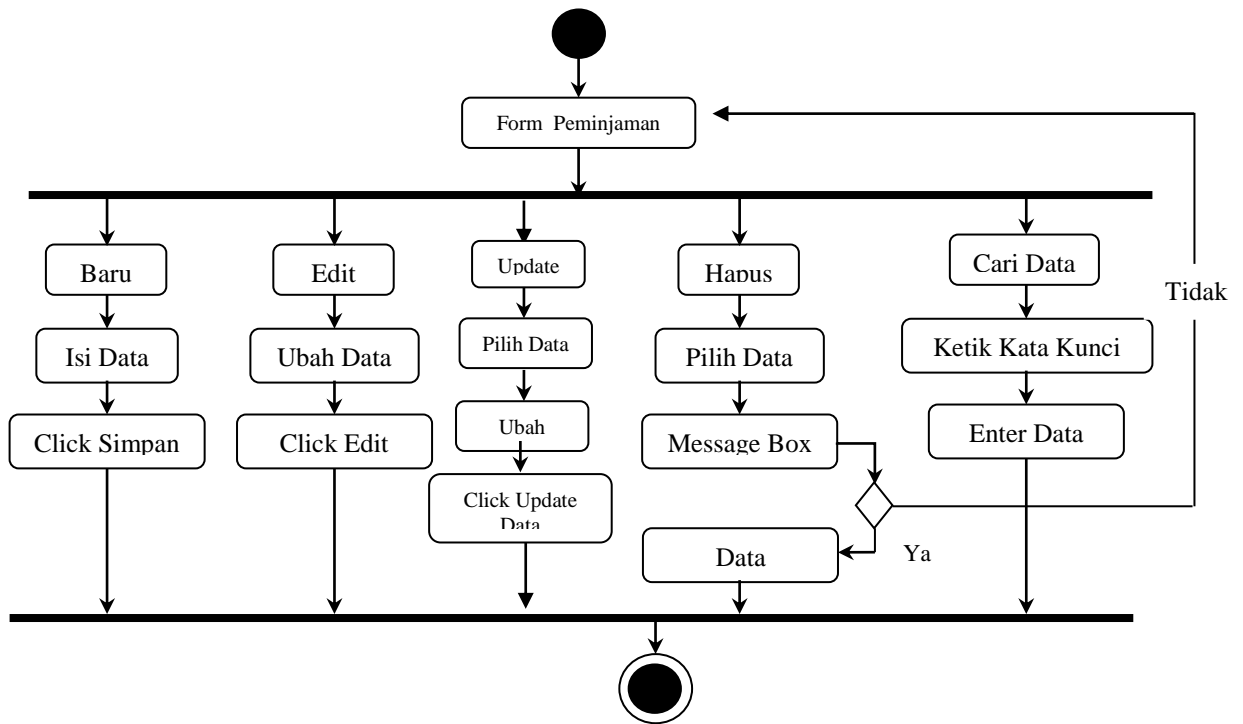 Form Peminjaman
Baru
Edit
Update
Hapus
Cari Data
Tidak
Isi Data
Ubah Data
Pilih Data
Pilih Data
Ketik Kata Kunci
Click Simpan
Click Edit
Ubah
Message Box
Enter Data
Click Update
Data
Data
Ya